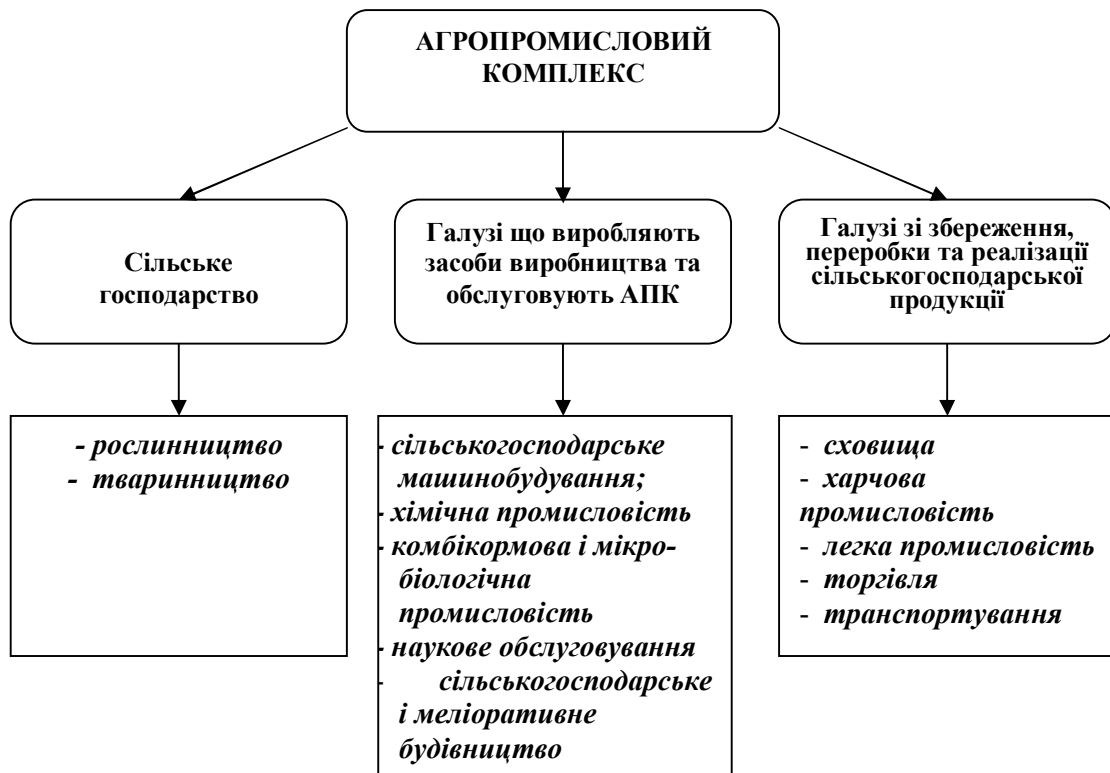 АГРОПРОМИСЛОВИЙ
КОМПЛЕКС
Сільське
господарство
Галузі що виробляють
засоби виробництва та
обслуговують АПК
Галузі зі збереження,
переробки та реалізації
сільськогосподарської
продукції
- рослинництво
- тваринництво
- сільськогосподарське
машинобудування;
- хімічна промисловість
- комбікормова і мікро-
біологічна
промисловість
- наукове обслуговування
- сільськогосподарське
і меліоративне
будівництво
- сховища
- харчова
промисловість
- легка промисловість
- торгівля
- транспортування